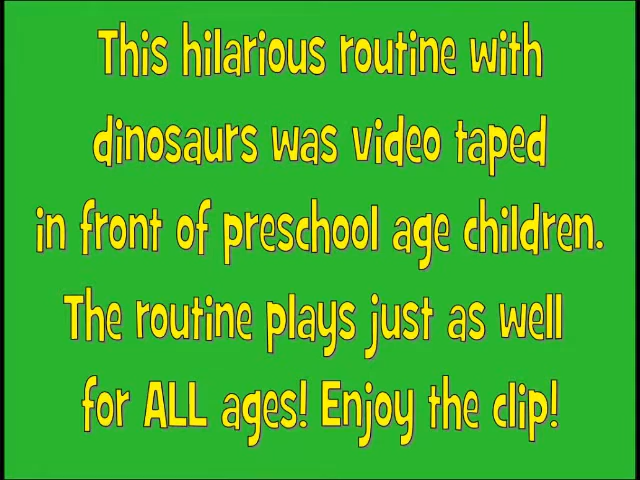 This hilarious routine with
dinosaurs was video taped
in front of preschool age children.
The routine plays just as well
for ALL ages! Enjoy the clip!